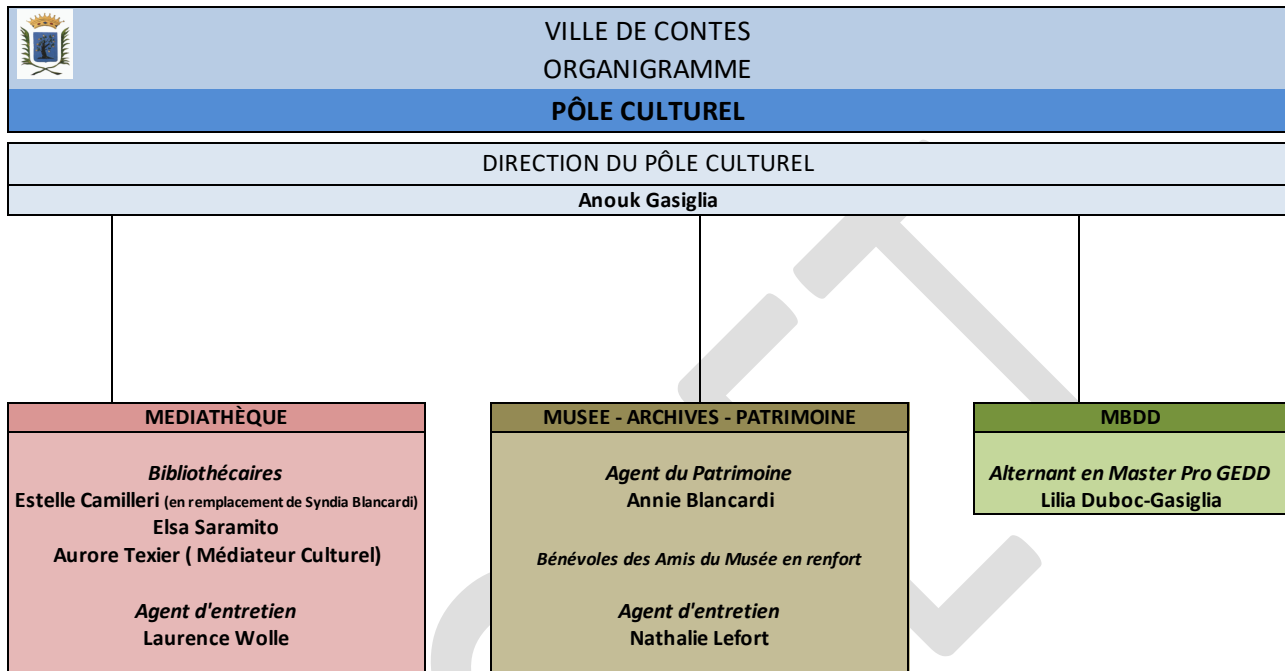 VILLE DE CONTES
ORGANIGRAMME
PÔLE CULTUREL
DIRECTION DU PÔLE CULTUREL
Anouk Gasiglia
MEDIATHÈQUE
Bibliothécaires
Estelle Camilleri (en remplacement de Syndia Blancardi)
Elsa Saramito
Aurore Texier ( Médiateur Culturel)
Agent d'entretien
Laurence Wolle
MUSEE - ARCHIVES - PATRIMOINE
Agent du Patrimoine
Annie Blancardi
Bénévoles des Amis du Musée en renfort
Agent d'entretien
Nathalie Lefort
MBDD
Alternant en Master Pro GEDD
Lilia Duboc-Gasiglia